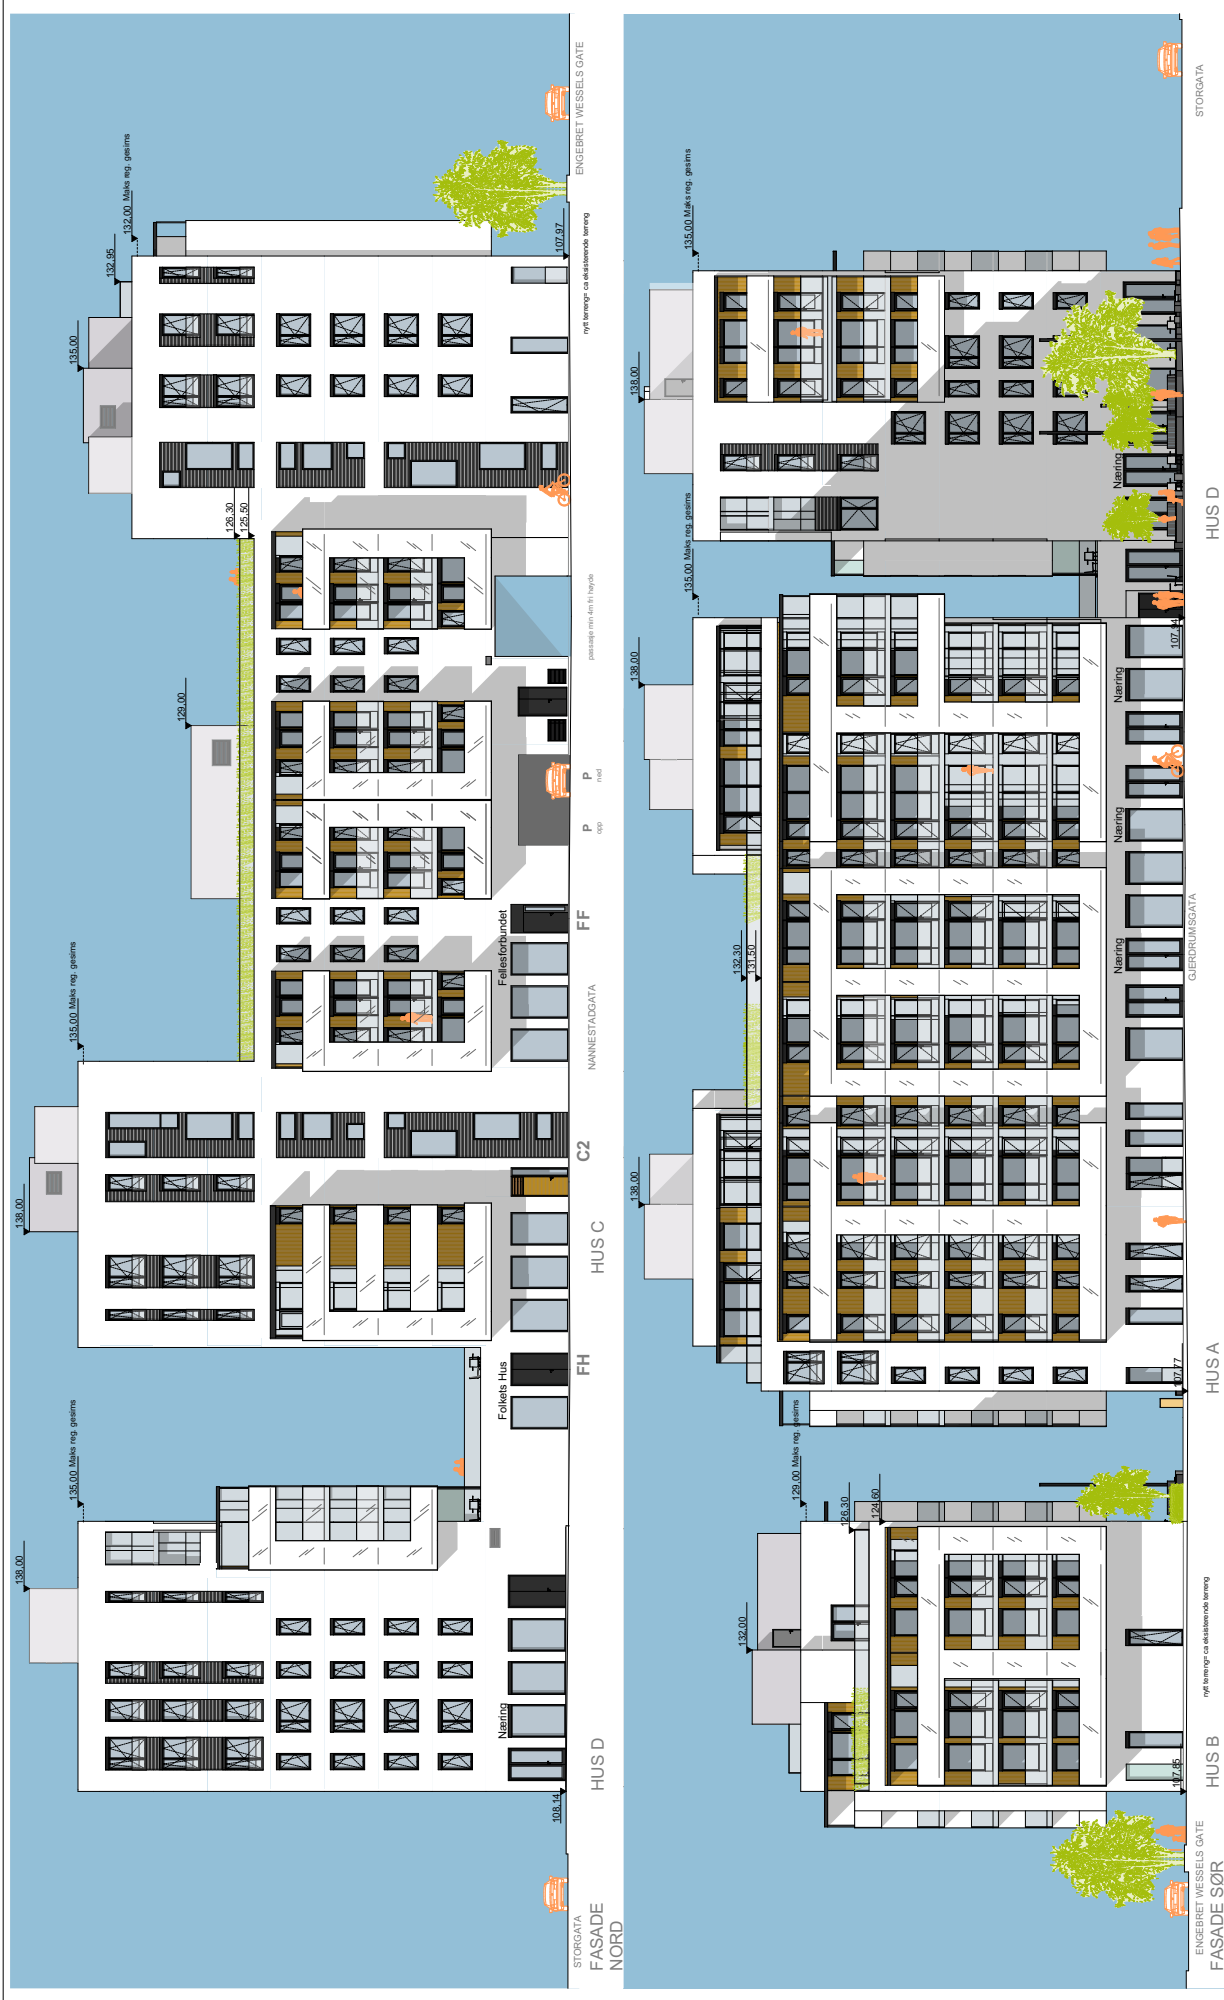 138,00
135,00 Maks reg. gesims
138,00
135,00 Maks reg. gesims
129,00
126,30
125,50
135,00
132,95
132,00 Maks reg. gesims
Næring
Folkets Hus
Fellesforbundet
108,14
107,97
passasje min 4m fri høyde
nytt terreng= ca eksisterende terreng
STORGATA
HUS D
FH
HUS C
C2
NANNESTADGATA
FF
P
opp
P
ned
ENGEBRET WESSELS GATE
FASADE
NORD
132,00
129,00 Maks reg. gesims
126,30
124,60
138,00
132,30
131,50
138,00
135,00 Maks reg. gesims
138,00
135,00 Maks reg. gesims
Næring
Næring
Næring
Næring
107,85
107,77
107,94
nytt terreng= ca eksisterende terreng
ENGEBRET WESSELS GATE
HUS B
HUS A
GJERDRUMSGATA
HUS D
STORGATA
FASADE SØR